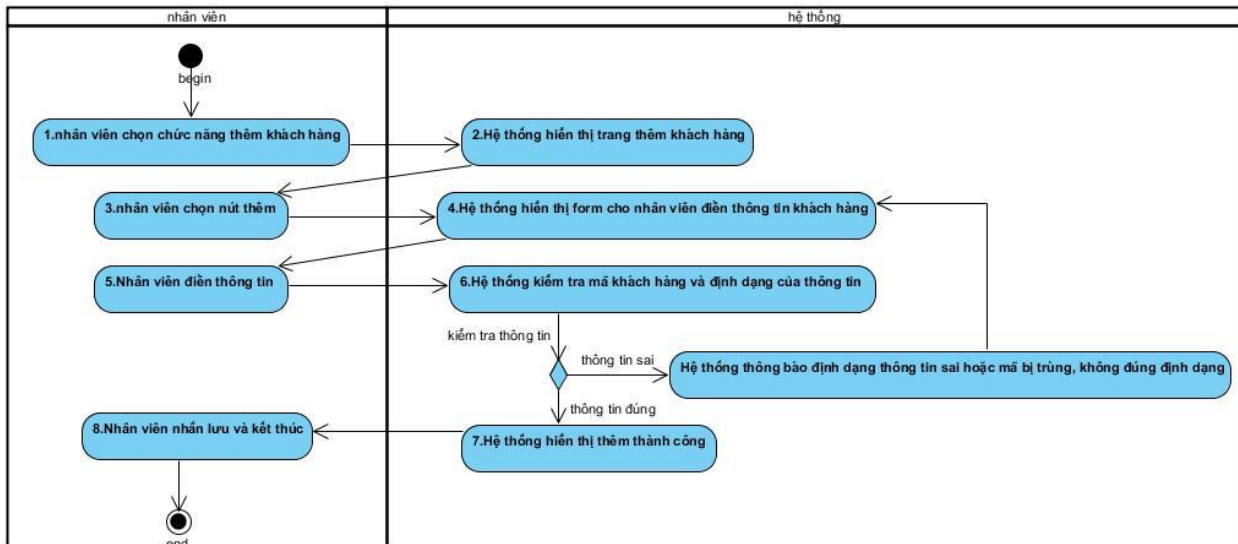 nhân viên
hệ thống
begin
1.nhân viên chọn chức năng thêm khách hàng
2.Hệ thống hiển thị trang thêm khách hàng
3.nhân viên chọn nút thêm
4.Hệ thống hiển thị form cho nhân viên điền thông tin khách hàng
5.Nhân viên điền thông tin
6.Hệ thống kiểm tra mã khách hàng và định dạng của thông tin
kiểm tra thông tin
thông tin sai
Hệ thống thông báo định dạng thông tin sai hoặc mã bị trùng, không đúng định dạng
thông tin đúng
8.Nhân viên nhấn lưu và kết thúc
7.Hệ thống hiển thị thêm thành công
end